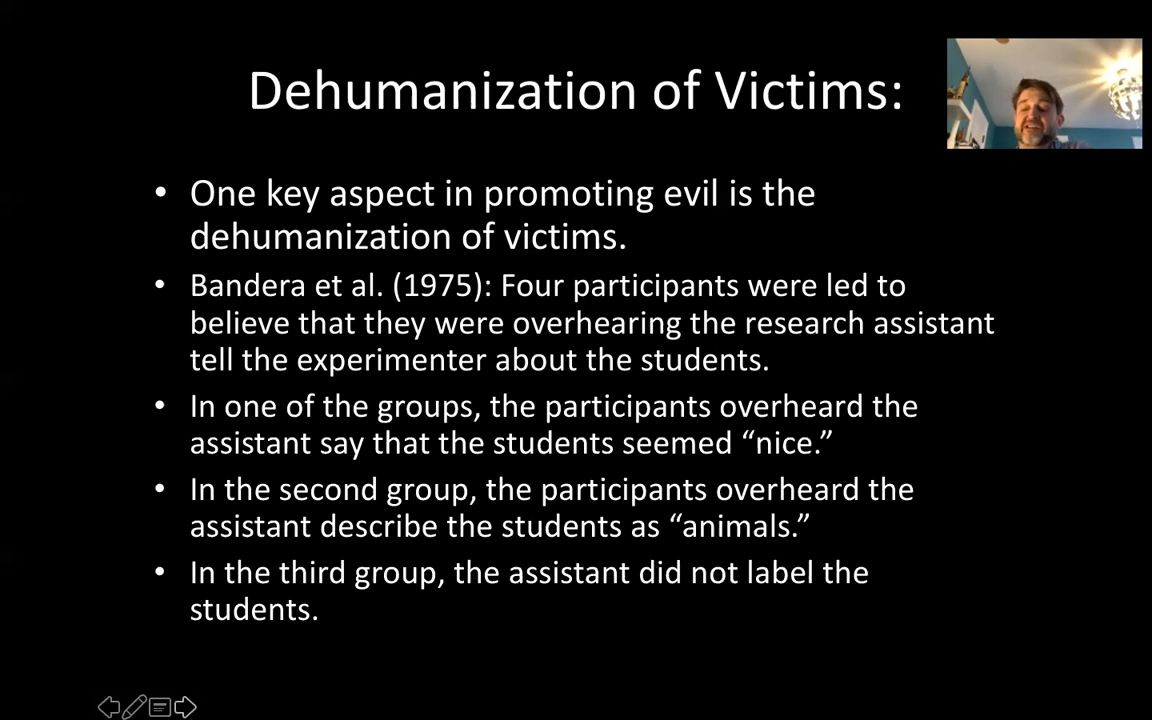 Dehumanization of Victims:
• One key aspect in promoting evil is the
dehumanization of victims.
• Bandera et al. (1975): Four participants were led to
believe that they were overhearing the research assistant
tell the experimenter about the students.
• In one of the groups, the participants overheard the
assistant say that the students seemed “nice.”
• In the second group, the participants overheard the
assistant describe the students as “animals.”
• In the third group, the assistant did not label the
students.